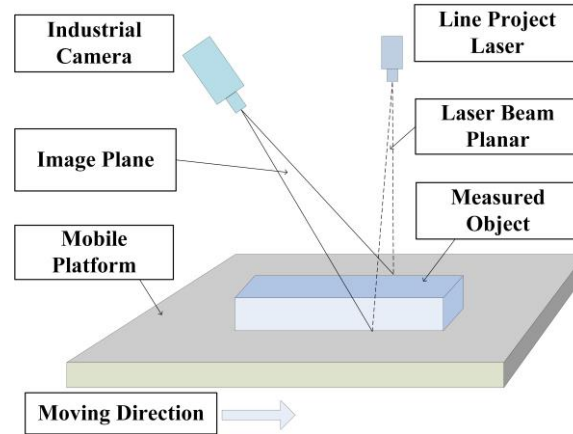 Industrial
Camera
Line Project
Laser
Image Plane
Laser Beam
Planar
Mobile
Platform
Measured
Object
Moving Direction